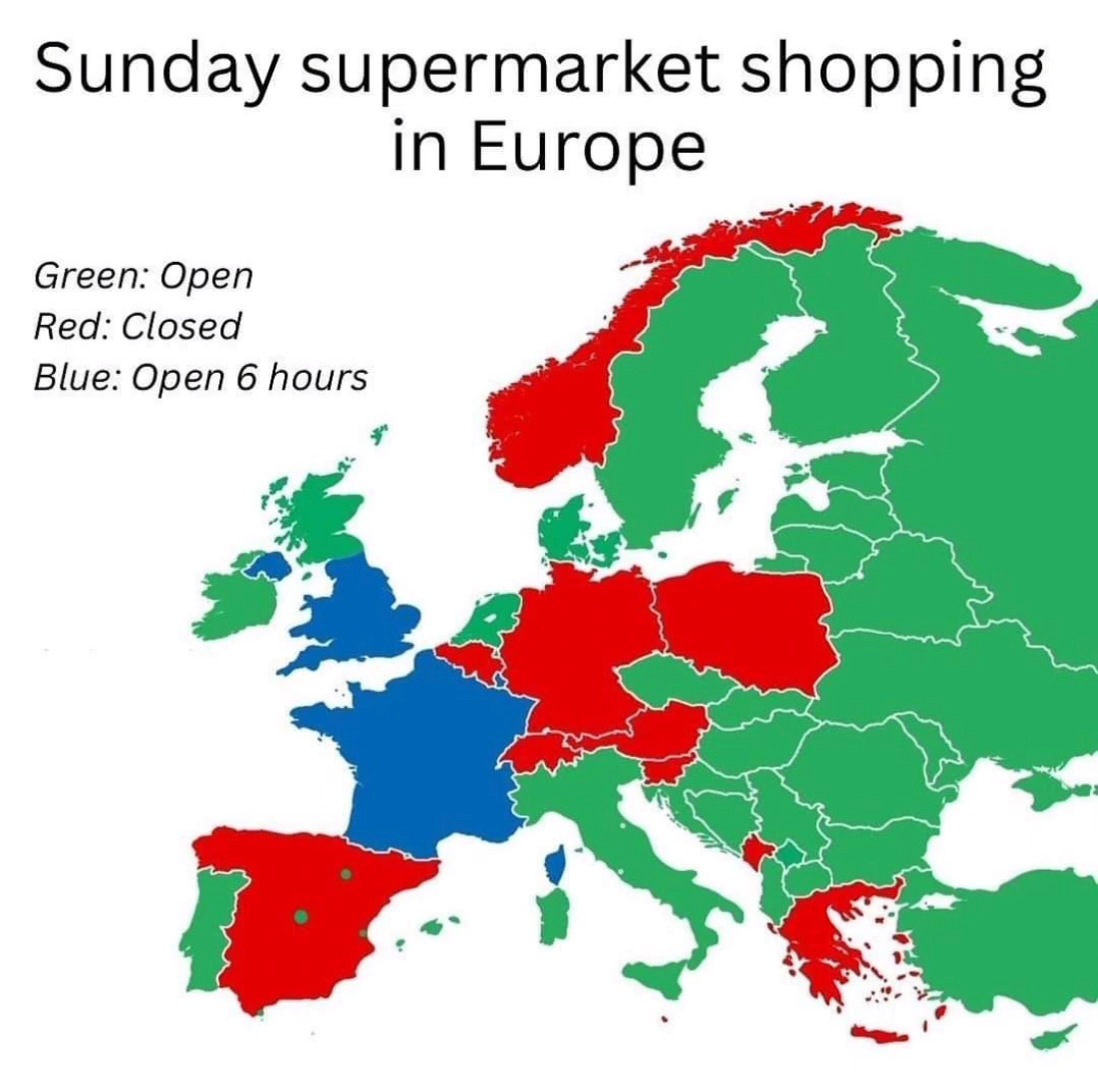 Sunday supermarket shopping
in Europe
Green: Open
Red: Closed
Blue: Open 6 hours